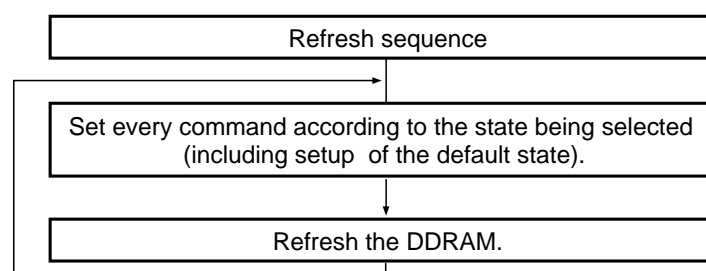 Refresh sequence
Set every command according to the state being selected
(including setup of the default state).
Refresh the DDRAM.